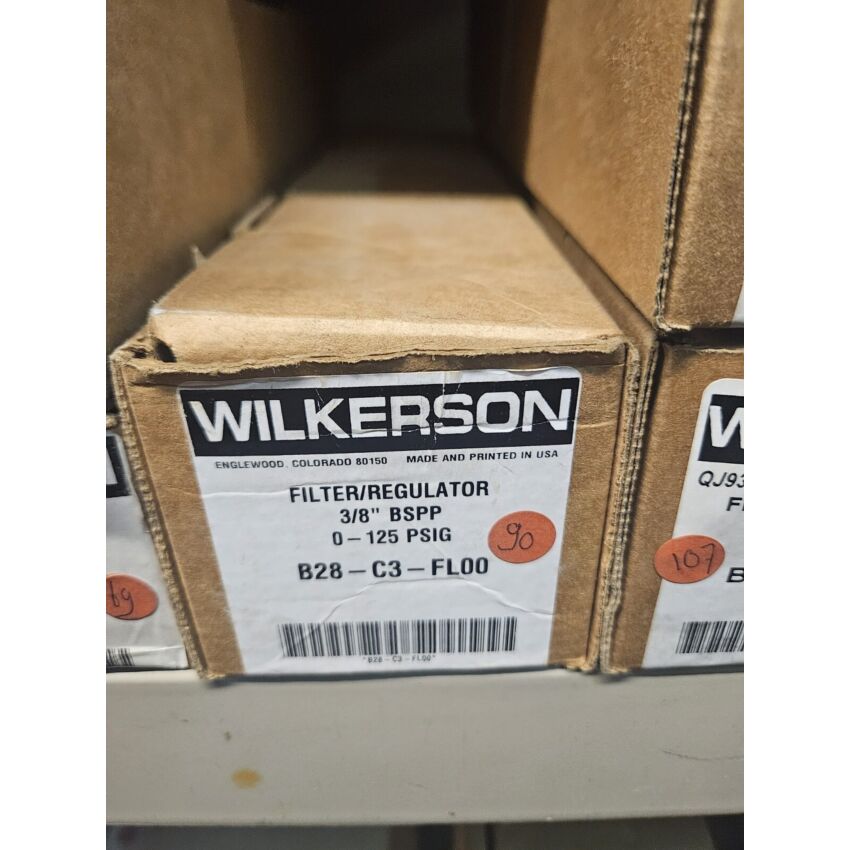 WILKERSON
ENGLEWOOD, COLORADO 80150 MADE AND PRINTED IN USA
FILTER/REGULATOR
3/8" BSPP
0-125 PSIG
B28-C3-FL00
"B28-C3-FL00"
90
QJ93
107
B